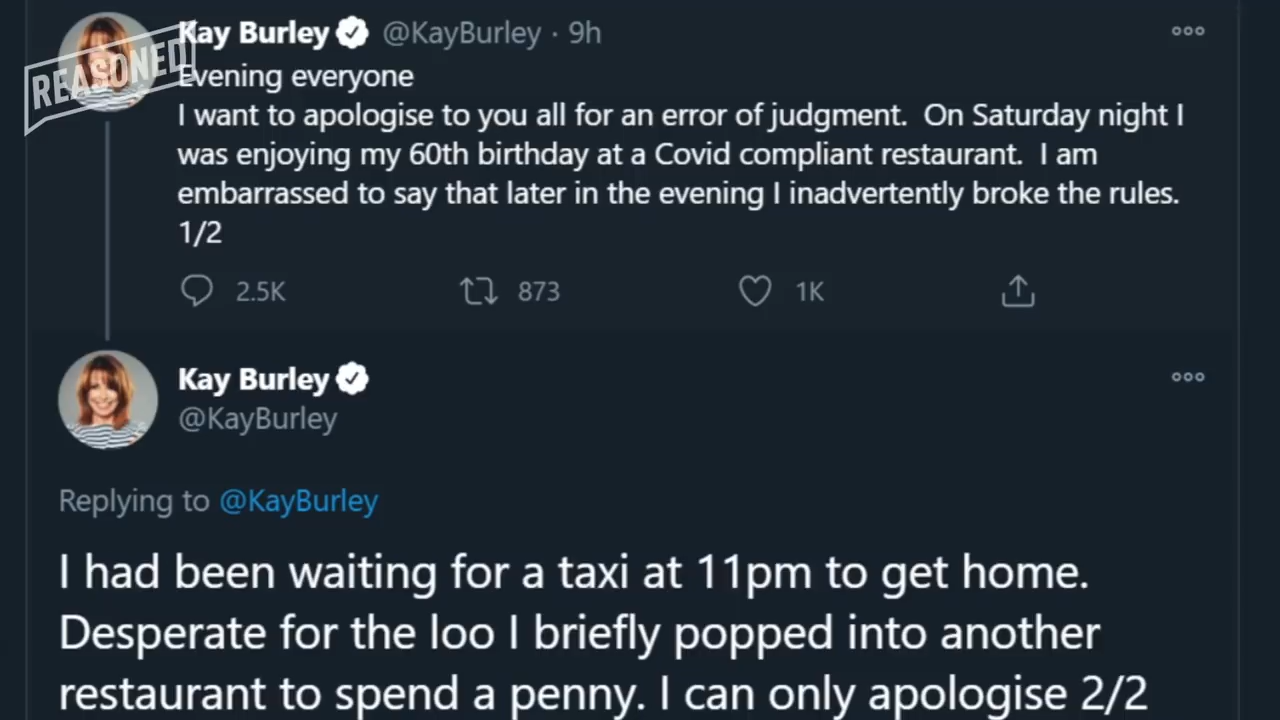 REASONED
Kay Burley @KayBurley · 9h
Evening everyone
I want to apologise to you all for an error of judgment. On Saturday night I
was enjoying my 60th birthday at a Covid compliant restaurant. I am
embarrassed to say that later in the evening I inadvertently broke the rules.
1/2
2.5K 873 1K
Kay Burley
@KayBurley
Replying to @KayBurley
I had been waiting for a taxi at 11pm to get home.
Desperate for the loo I briefly popped into another
restaurant to spend a penny. I can only apologise 2/2